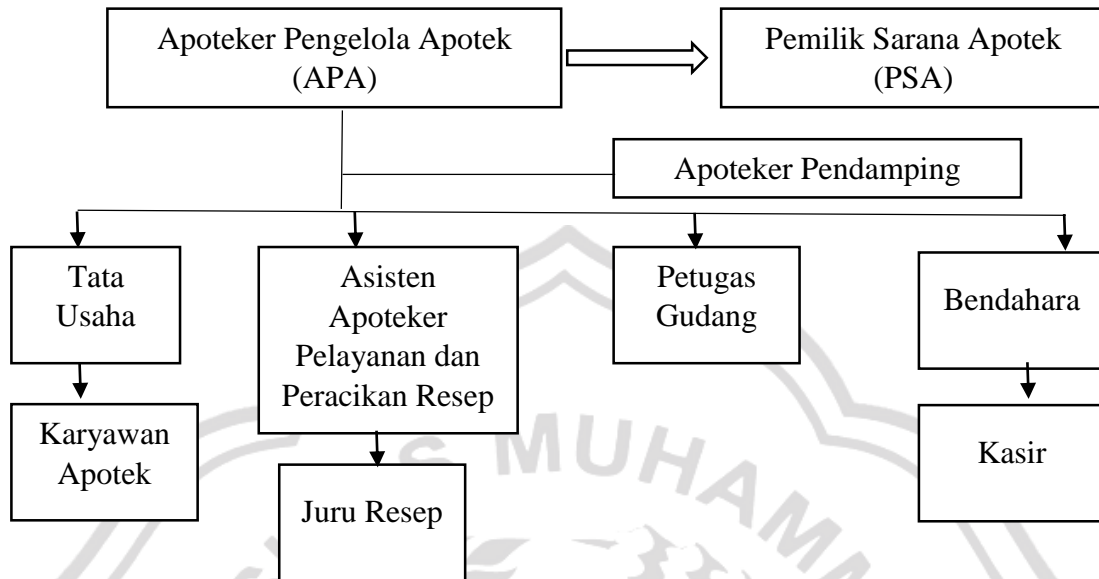 Apoteker Pengelola Apotek
(APA)
Pemilik Sarana Apotek
(PSA)
Apoteker Pendamping
Tata
Usaha
Asisten
Apoteker
Pelayanan dan
Peracikan Resep
Petugas
Gudang
Bendahara
Karyawan
Apotek
Juru Resep
Kasir
S MUHAMMA